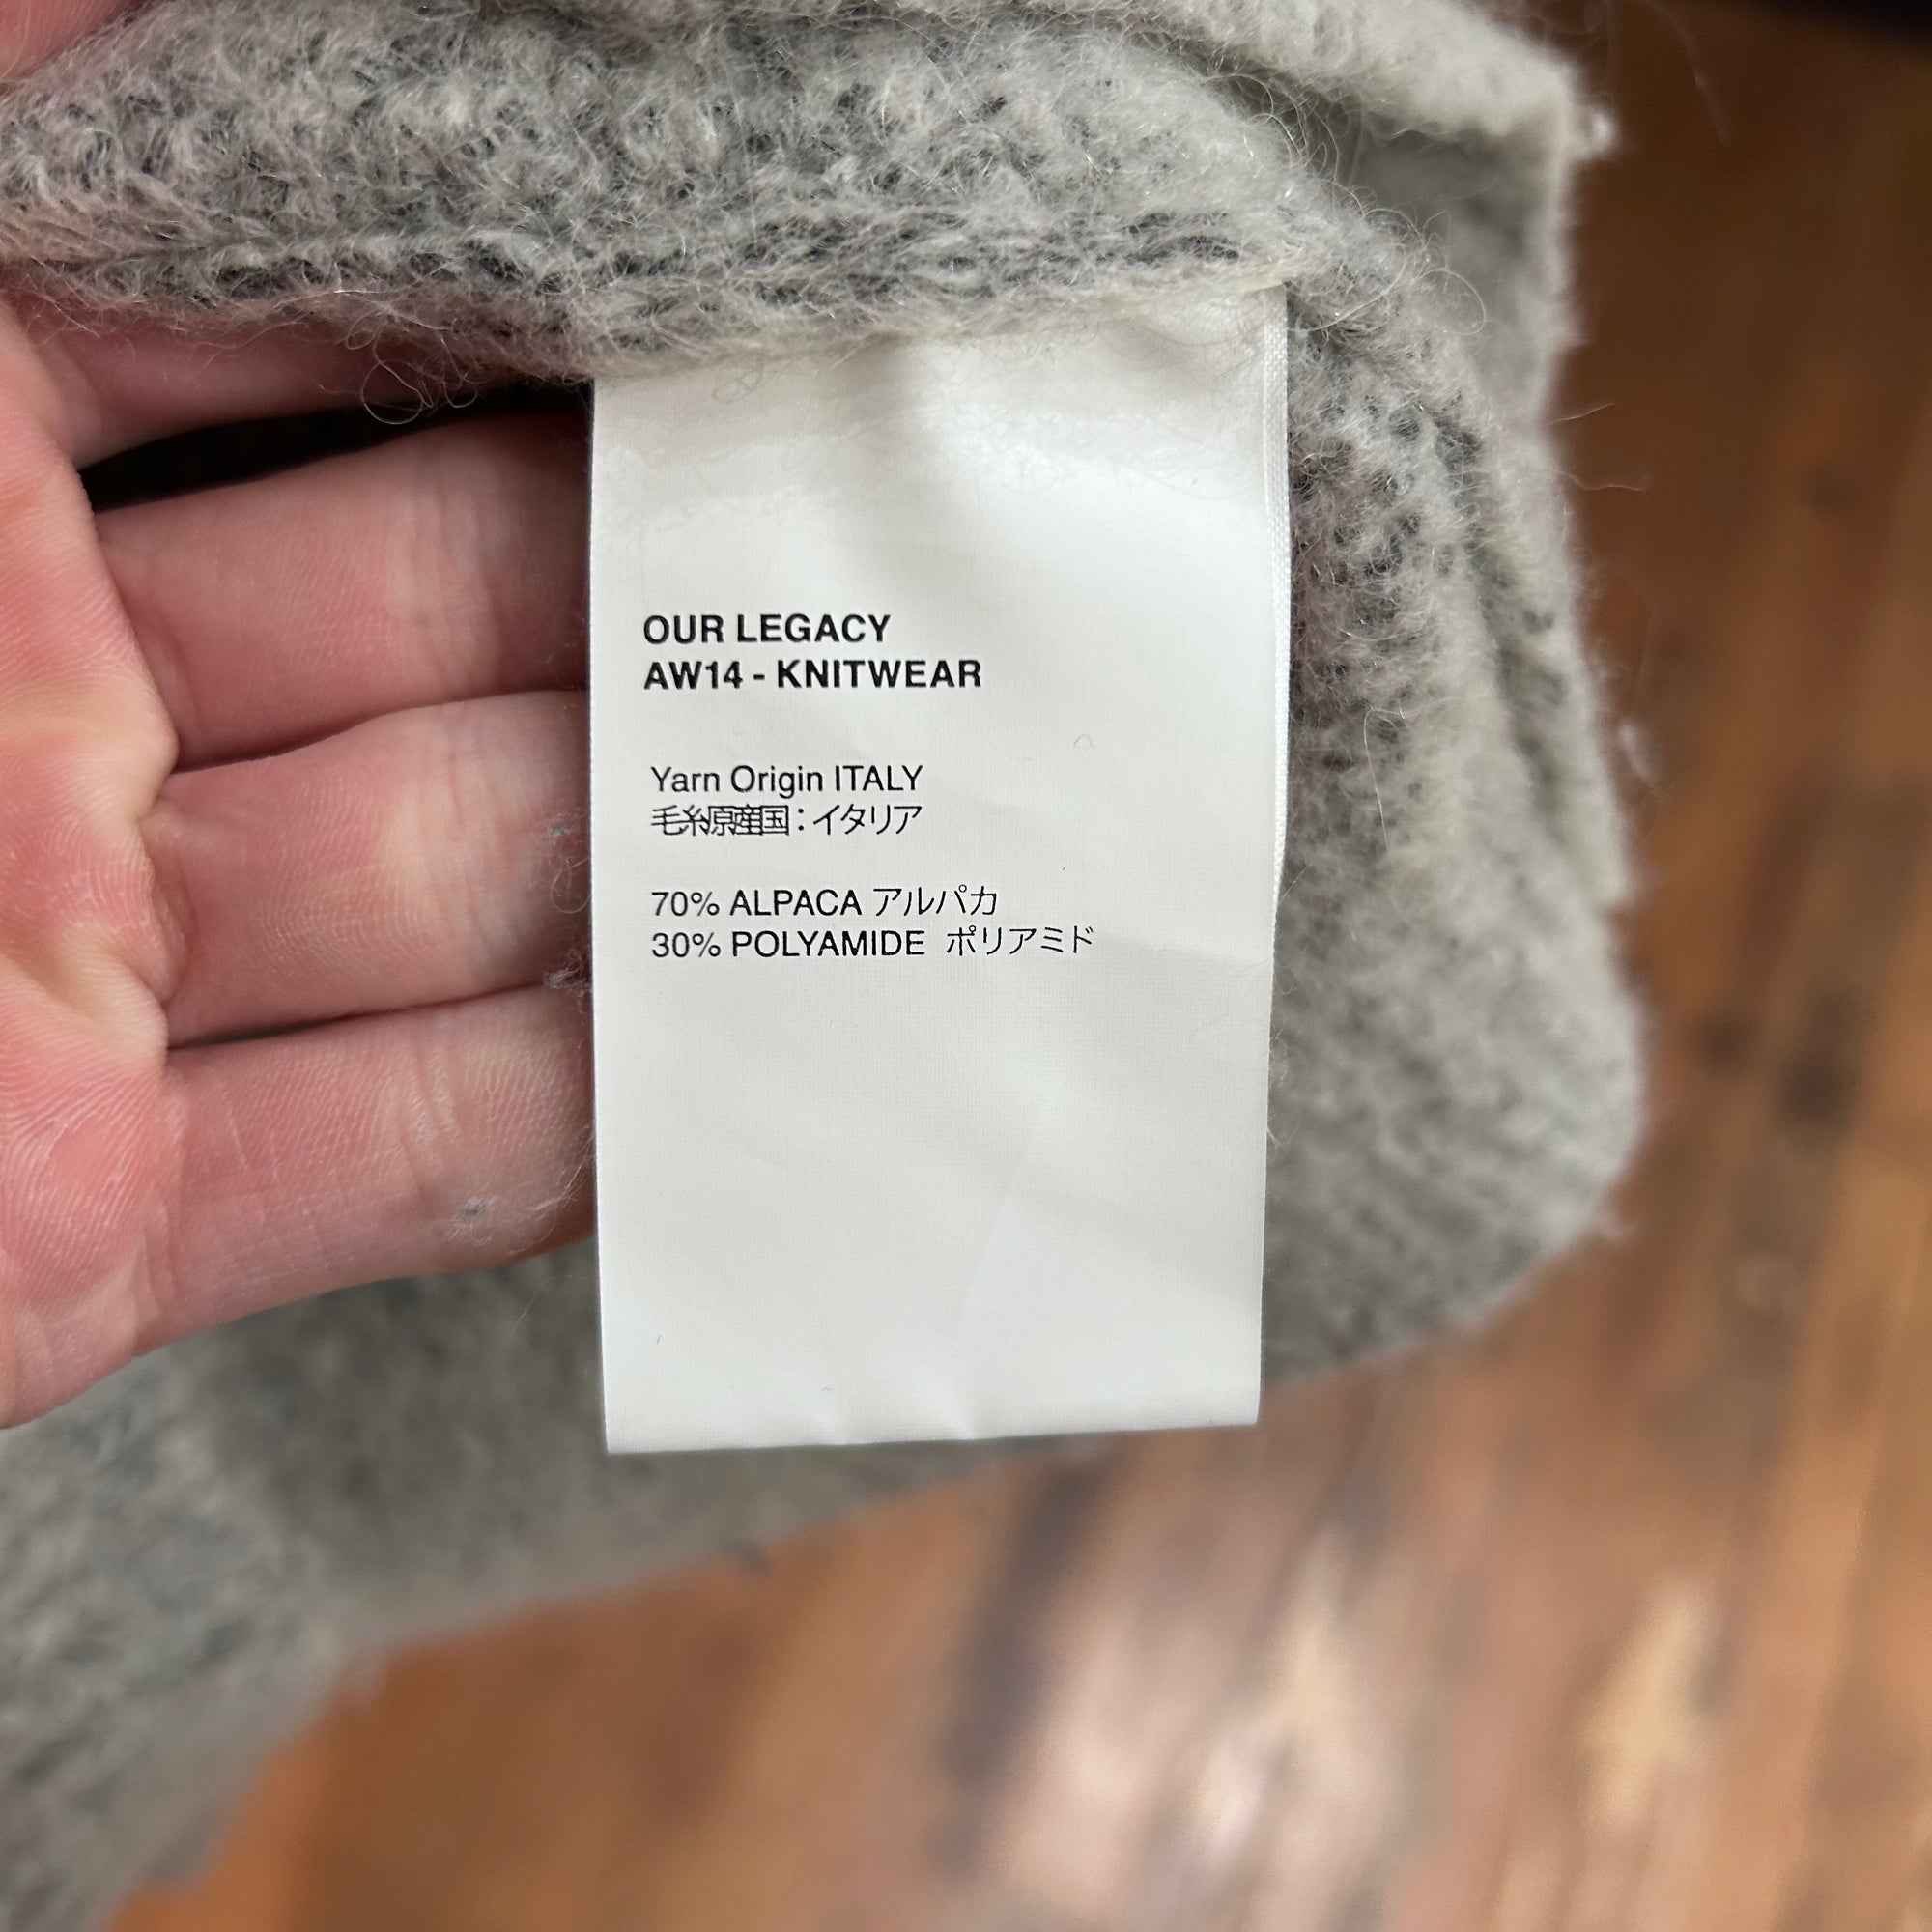 OUR LEGACY
AW14 - KNITWEAR
Yarn Origin ITALY
毛糸原産国：イタリア
70% ALPACA アルパカ
30% POLYAMIDE ポリアミド